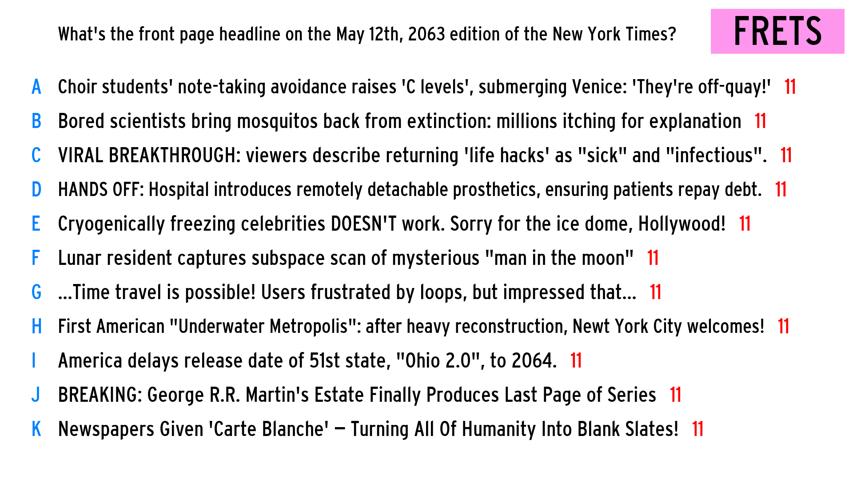 What's the front page headline on the May 12th, 2063 edition of the New York Times?
FRETS
A Choir students' note-taking avoidance raises 'C levels', submerging Venice: 'They're off-quay!' 11
B Bored scientists bring mosquitos back from extinction: millions itching for explanation 11
C VIRAL BREAKTHROUGH: viewers describe returning 'life hacks' as "sick" and "infectious". 11
D HANDS OFF: Hospital introduces remotely detachable prosthetics, ensuring patients repay debt. 11
E Cryogenically freezing celebrities DOESN'T work. Sorry for the ice dome, Hollywood! 11
F Lunar resident captures subspace scan of mysterious "man in the moon" 11
G ...Time travel is possible! Users frustrated by loops, but impressed that... 11
H First American "Underwater Metropolis": after heavy reconstruction, Newt York City welcomes! 11
I America delays release date of 51st state, "Ohio 2.0", to 2064. 11
J BREAKING: George R.R. Martin's Estate Finally Produces Last Page of Series 11
K Newspapers Given 'Carte Blanche' – Turning All Of Humanity Into Blank Slates! 11